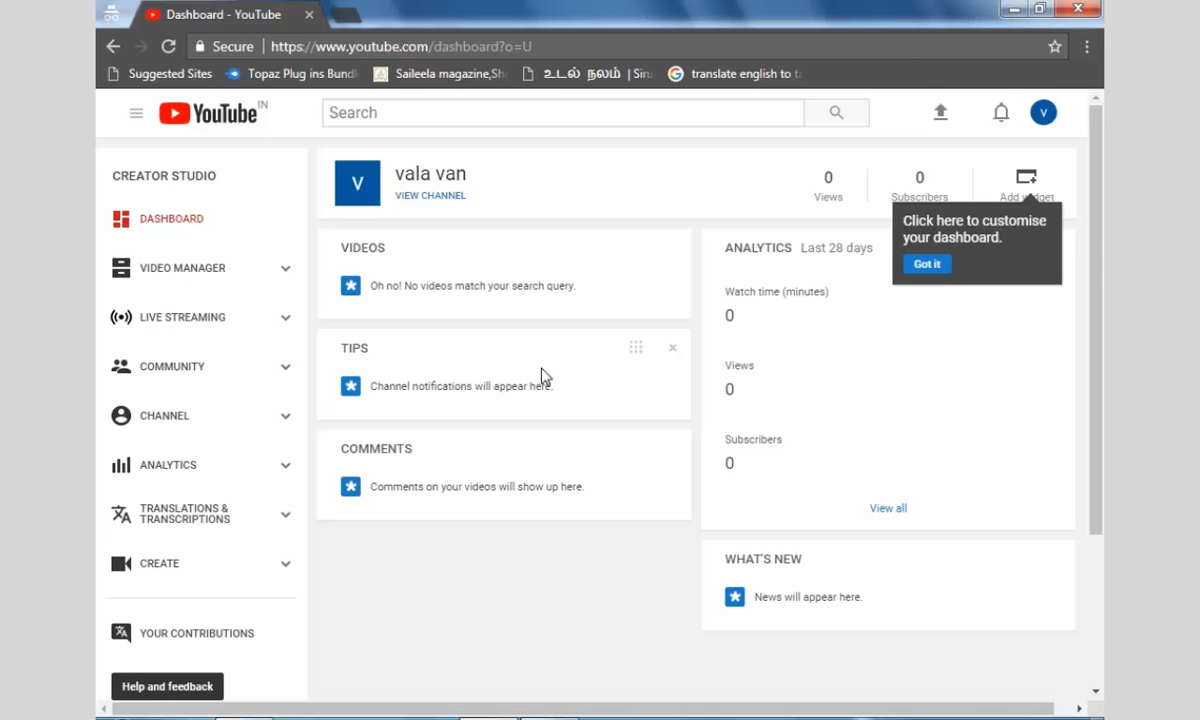 Dashboard - YouTube
Secure | https://www.youtube.com/dashboard?o=U
Suggested Sites Topaz Plug ins Bundl Saileela magazine,Sh உடல் நலம் | Siru translate english to ta
YouTube IN
Search
V
CREATOR STUDIO
DASHBOARD
VIDEO MANAGER
LIVE STREAMING
COMMUNITY
CHANNEL
ANALYTICS
TRANSLATIONS &
TRANSCRIPTIONS
CREATE
YOUR CONTRIBUTIONS
Help and feedback
V
vala van
VIEW CHANNEL
0
Views
0
Subscribers
Add widget
Click here to customise
your dashboard.
Got it
VIDEOS
Oh no! No videos match your search query.
TIPS
Channel notifications will appear here.
COMMENTS
Comments on your videos will show up here.
ANALYTICS Last 28 days
Watch time (minutes)
0
Views
0
Subscribers
0
View all
WHAT'S NEW
News will appear here.